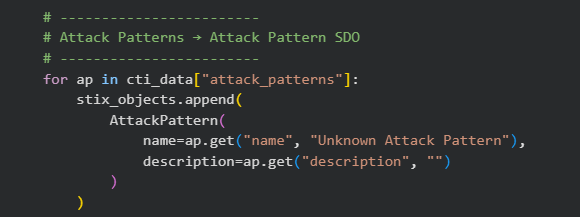 # -------------------------
# Attack Patterns → Attack Pattern SDO
# -------------------------
for ap in cti_data["attack_patterns"]:
    stix_objects.append(
        AttackPattern(
            name=ap.get("name", "Unknown Attack Pattern"),
            description=ap.get("description", "")
        )
    )